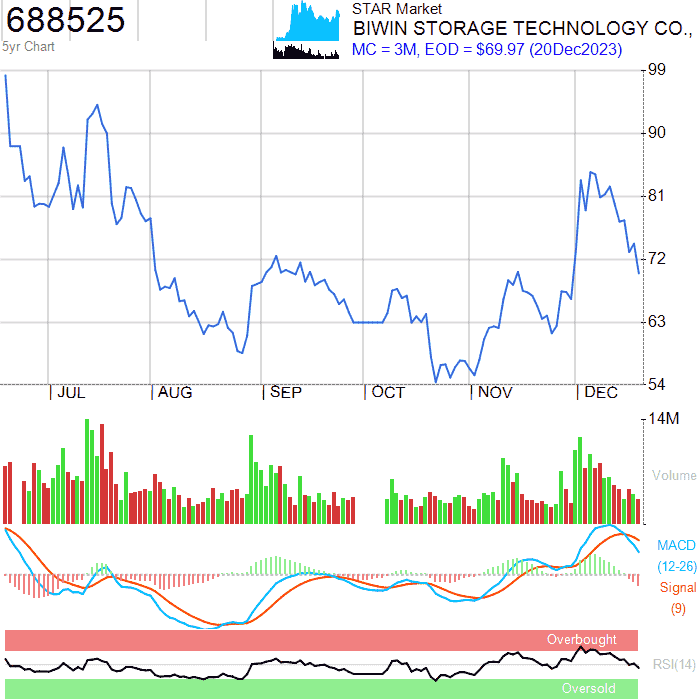 688525
5yr Chart
STAR Market
BIWIN STORAGE TECHNOLOGY CO.,
MC = 3M, EOD = $69.97 (20Dec2023)
99
90
81
72
63
54
JUL
AUG
SEP
OCT
NOV
DEC
14M
Volume
MACD
(12-26)
Signal
(9)
Overbought
RSI(14)
Oversold